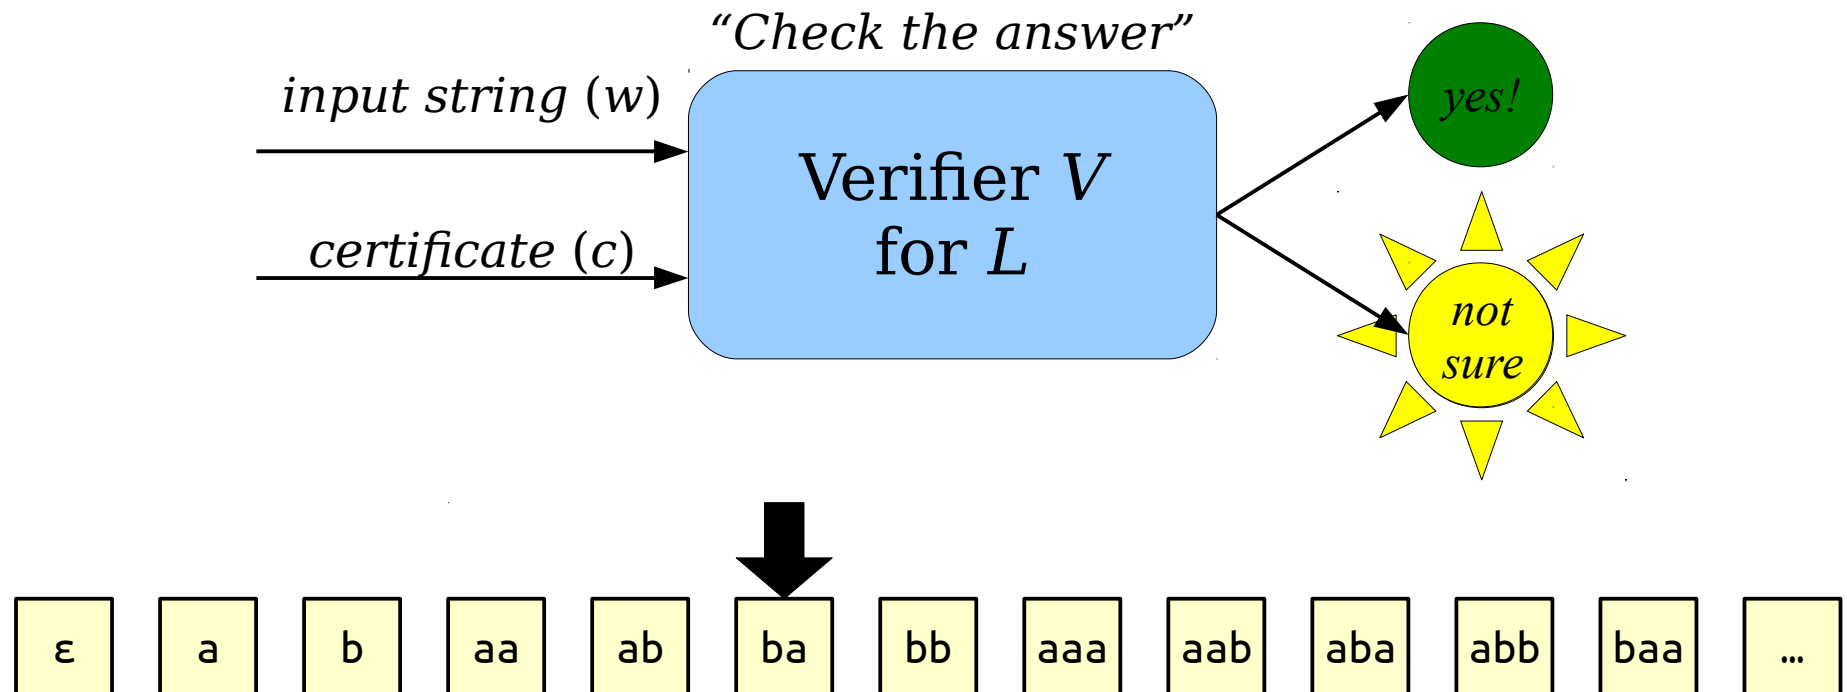 “Check the answer”
input string (w)
certificate (c)
Verifier V
for L
yes!
not
sure
ε a b aa ab ba bb aaa aab aba abb baa …